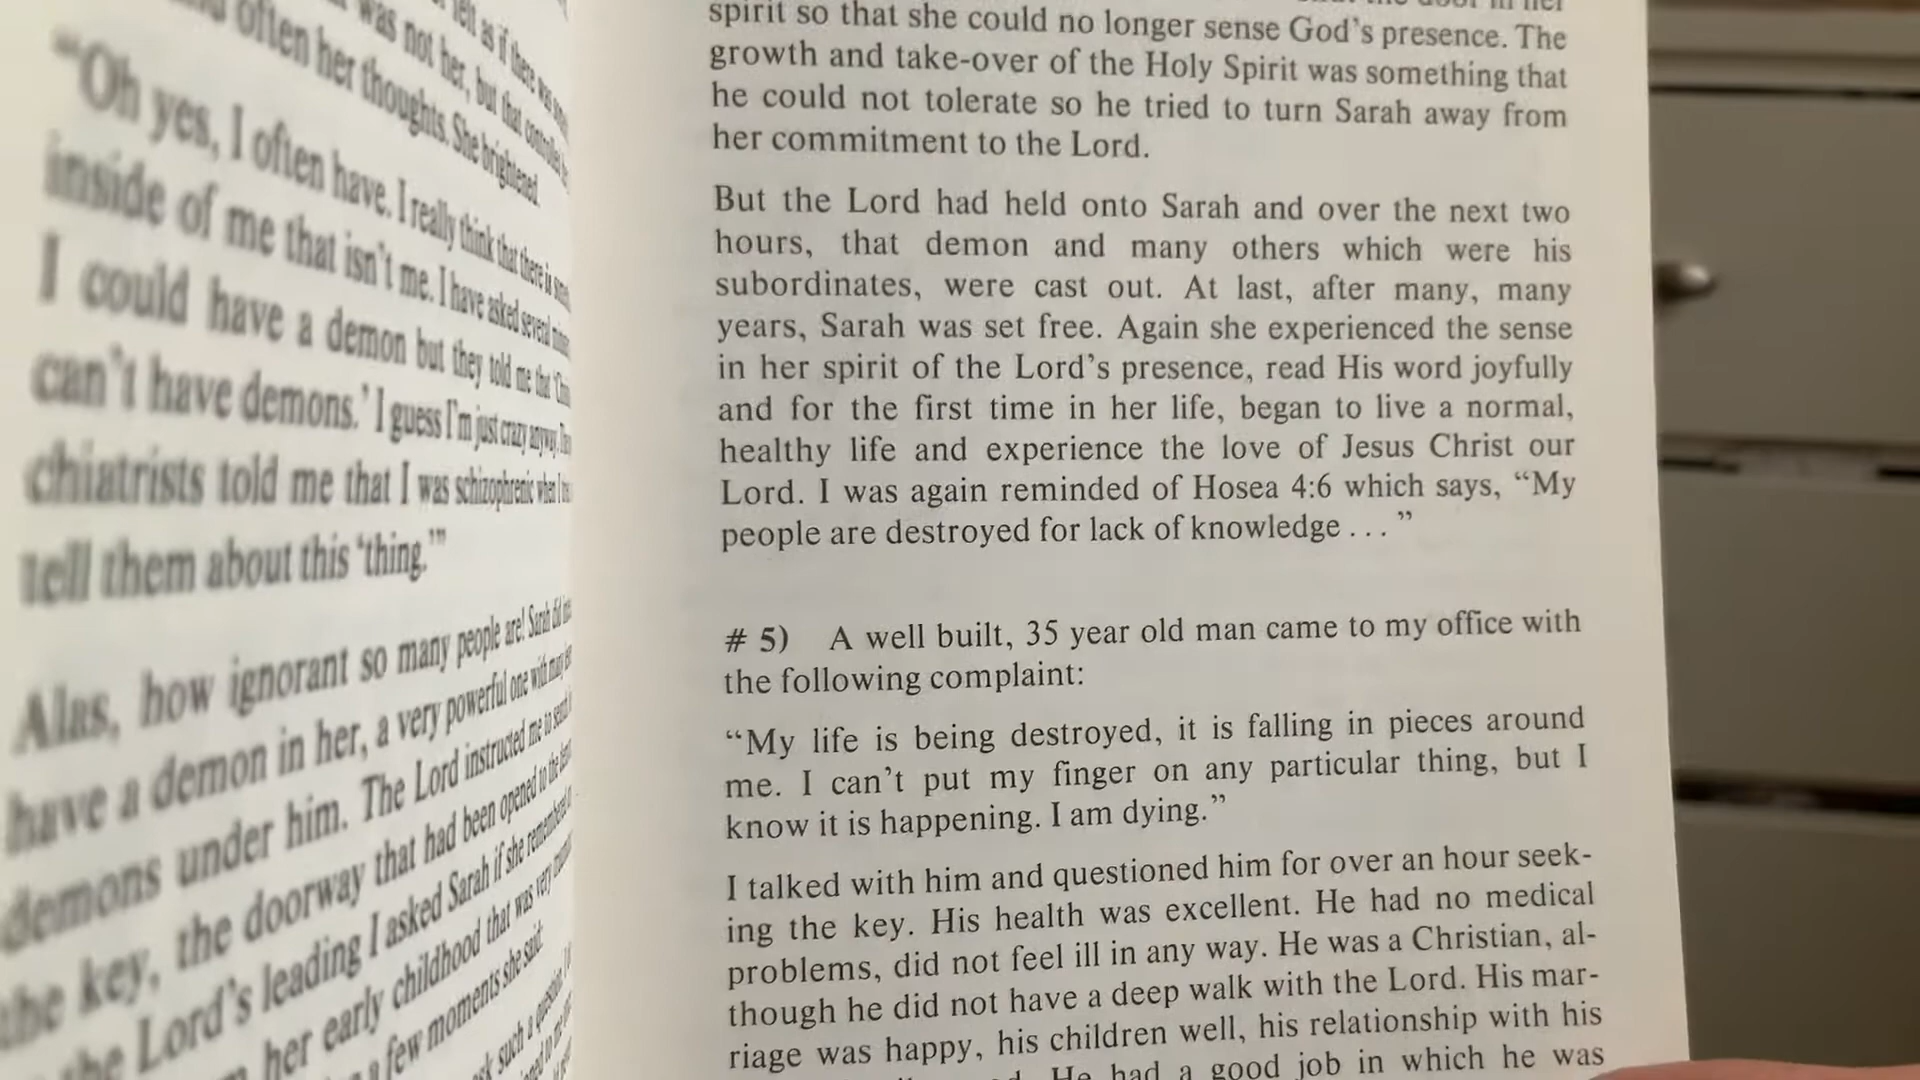 was not her, but that
often her thoughts. She brightened.
"Oh yes, I often have. I really think that there is
inside of me that isn't me. I have asked several
I could have a demon but they told me that
can't have demons.' I guess I'm just crazy anyway.
chiatrists told me that I was schizophrenic when I
tell them about this 'thing.'"
Alas, how ignorant so many people are! Sarah did
have a demon in her, a very powerful one with many
demons under him. The Lord instructed me to
the key, the doorway that had been opened to the
the Lord's leading I asked Sarah if she remembered
her early childhood that was very
a few moments she said:
ask such a question.
spirit so that she could no longer sense God's presence. The
growth and take-over of the Holy Spirit was something that
he could not tolerate so he tried to turn Sarah away from
her commitment to the Lord.
But the Lord had held onto Sarah and over the next two
hours, that demon and many others which were his
subordinates, were cast out. At last, after many, many
years, Sarah was set free. Again she experienced the sense
in her spirit of the Lord's presence, read His word joyfully
and for the first time in her life, began to live a normal,
healthy life and experience the love of Jesus Christ our
Lord. I was again reminded of Hosea 4:6 which says, "My
people are destroyed for lack of knowledge . . . "
# 5) A well built, 35 year old man came to my office with
the following complaint:
"My life is being destroyed, it is falling in pieces around
me. I can't put my finger on any particular thing, but I
know it is happening. I am dying."
I talked with him and questioned him for over an hour seek-
ing the key. His health was excellent. He had no medical
problems, did not feel ill in any way. He was a Christian, al-
though he did not have a deep walk with the Lord. His mar-
riage was happy, his children well, his relationship with his
He had a good job in which he was